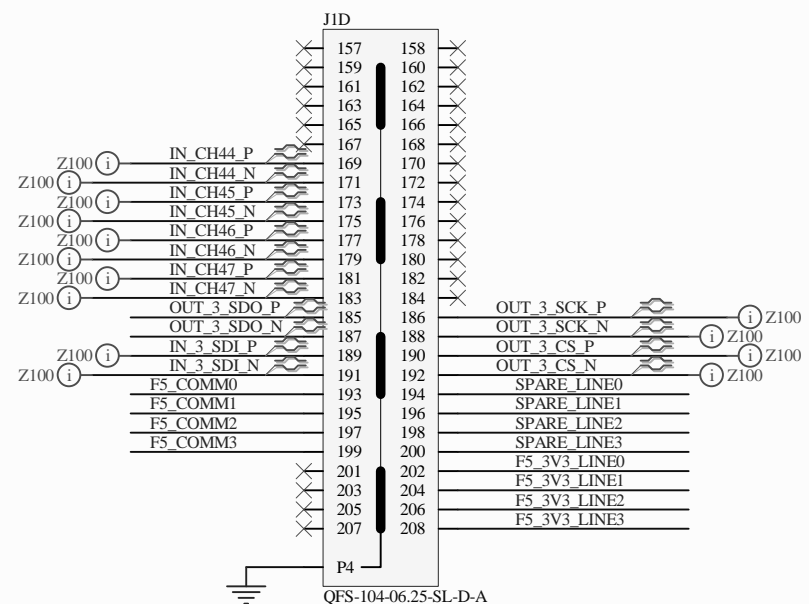 J1D
157 158
159 160
161 162
163 164
165 166
167 168
IN_CH44_P
Z100 i 169 170
IN_CH44_N
Z100 i 171 172
IN_CH45_P
Z100 i 173 174
IN_CH45_N
Z100 i 175 176
IN_CH46_P
Z100 i 177 178
IN_CH46_N
Z100 i 179 180
IN_CH47_P
Z100 i 181 182
IN_CH47_N
Z100 i 183 184
OUT_3_SDO_P OUT_3_SCK_P
185 186 i Z100
OUT_3_SDO_N OUT_3_SCK_N
187 188 i Z100
IN_3_SDI_P OUT_3_CS_P
Z100 i 189 190 i Z100
IN_3_SDI_N OUT_3_CS_N
Z100 i 191 192 i Z100
F5_COMM0 SPARE_LINE0
193 194
F5_COMM1 SPARE_LINE1
195 196
F5_COMM2 SPARE_LINE2
197 198
F5_COMM3 SPARE_LINE3
199 200
F5_3V3_LINE0
201 202
F5_3V3_LINE1
203 204
F5_3V3_LINE2
205 206
F5_3V3_LINE3
207 208
P4
QFS-104-06.25-SL-D-A